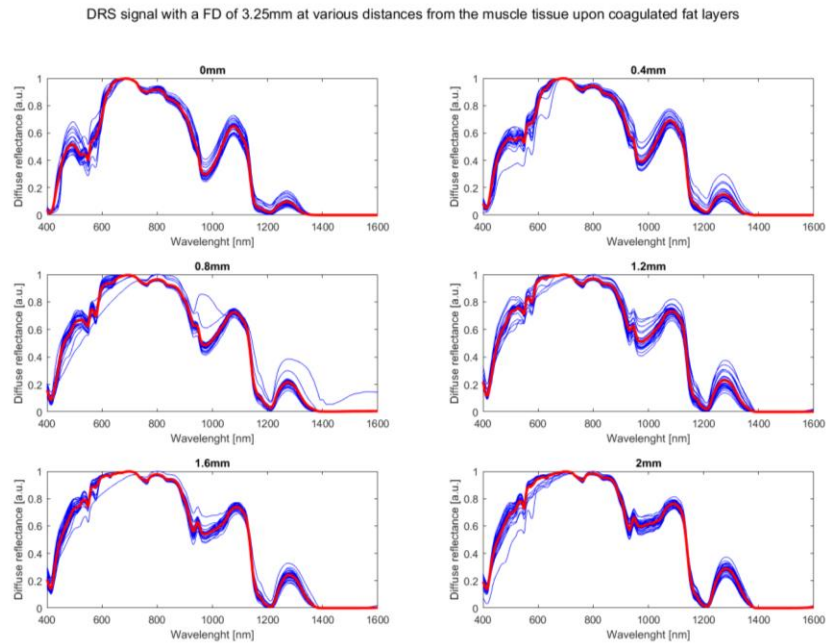 DRS signal with a FD of 3.25mm at various distances from the muscle tissue upon coagulated fat layers
0mm
Diffuse reflectance [a.u.]
1
0.8
0.6
0.4
0.2
0
400 600 800 1000 1200 1400 1600
Wavelenght [nm]
0.4mm
Diffuse reflectance [a.u.]
1
0.8
0.6
0.4
0.2
0
400 600 800 1000 1200 1400 1600
Wavelenght [nm]
0.8mm
Diffuse reflectance [a.u.]
1
0.8
0.6
0.4
0.2
0
400 600 800 1000 1200 1400 1600
Wavelenght [nm]
1.2mm
Diffuse reflectance [a.u.]
1
0.8
0.6
0.4
0.2
0
400 600 800 1000 1200 1400 1600
Wavelenght [nm]
1.6mm
Diffuse reflectance [a.u.]
1
0.8
0.6
0.4
0.2
0
400 600 800 1000 1200 1400 1600
Wavelenght [nm]
2mm
Diffuse reflectance [a.u.]
1
0.8
0.6
0.4
0.2
0
400 600 800 1000 1200 1400 1600
Wavelenght [nm]